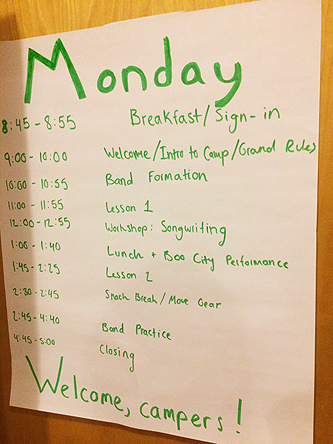 Monday
8:45 - 8:55 Breakfast/Sign-in
9:00 - 10:00 Welcome/Intro to Camp/Ground Rules
10:00 - 10:55 Band Formation
11:00 - 11:55 Lesson 1
12:00 - 12:55 Workshop: Songwriting
1:00 - 1:40 Lunch + Boo City Performance
1:45 - 2:25 Lesson 2
2:30 - 2:45 Snack Break/Move Gear
2:45 - 4:40 Band Practice
4:45 - 5:00 Closing
Welcome, campers!